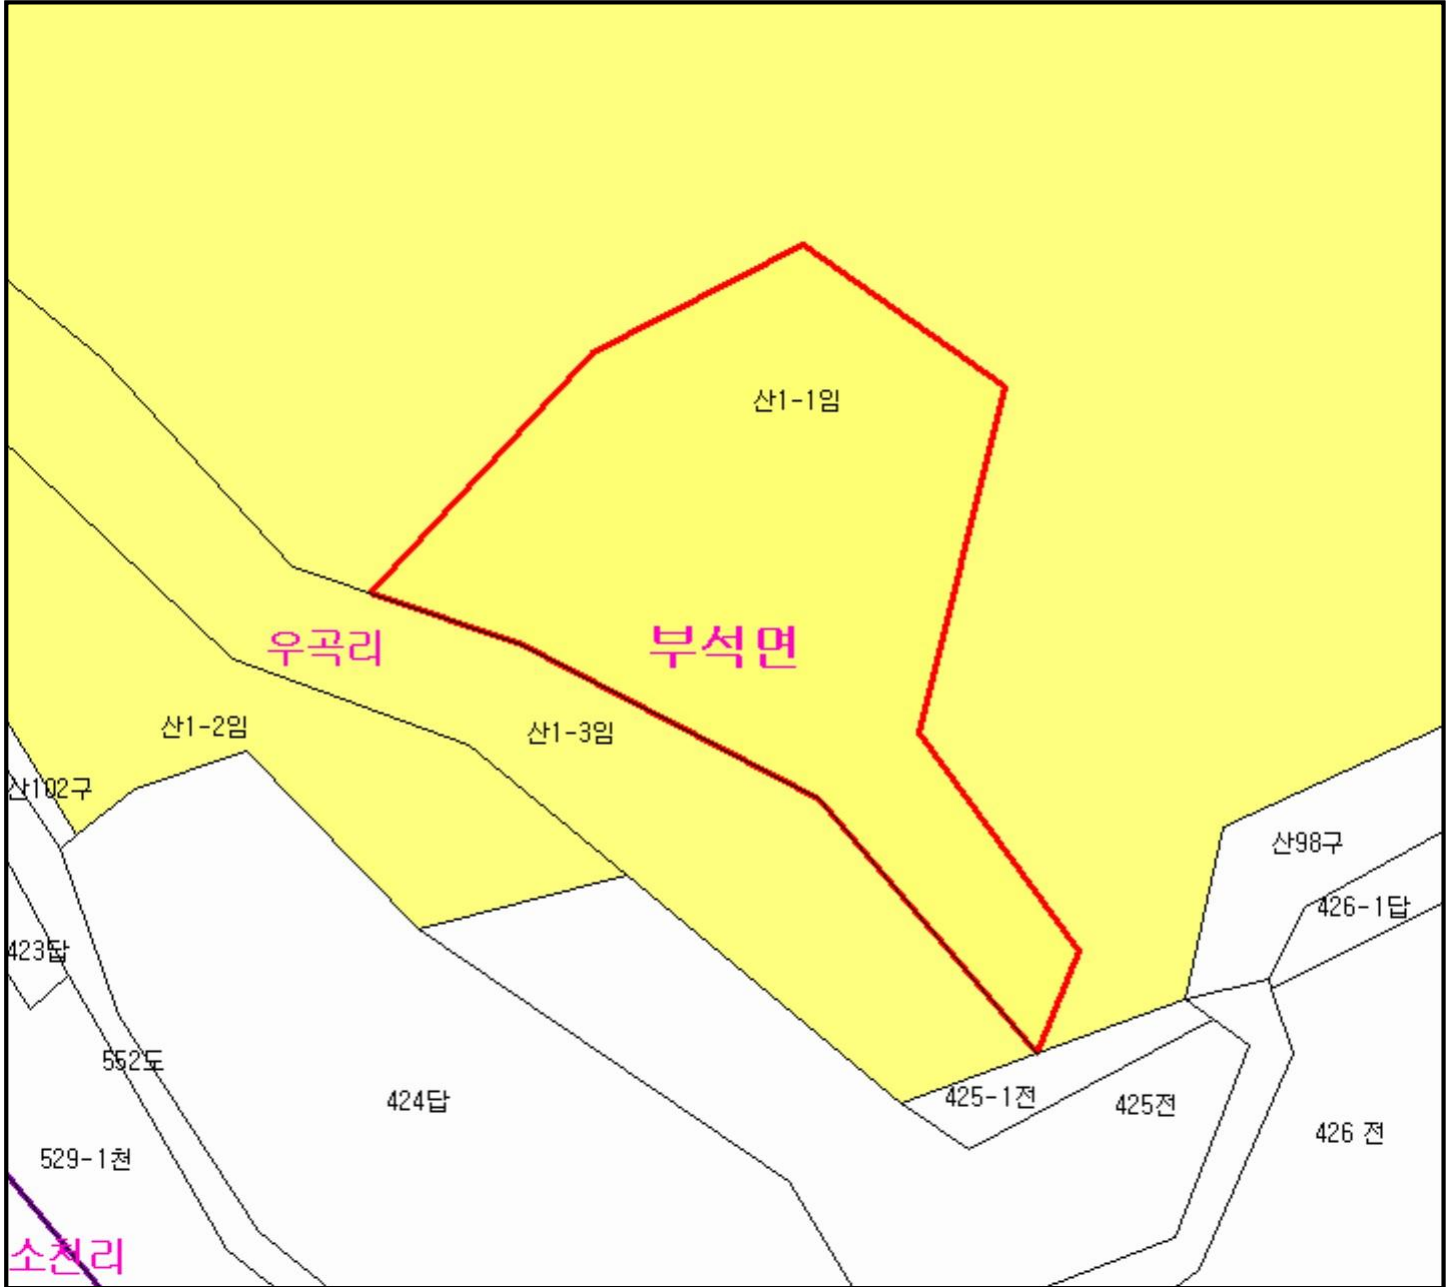 산1-1임
우곡리
부석면
산1-2임
산1-3임
산102구
산98구
426-1답
423답
552도
424답
425-1전
425전
426 전
529-1천
소천리